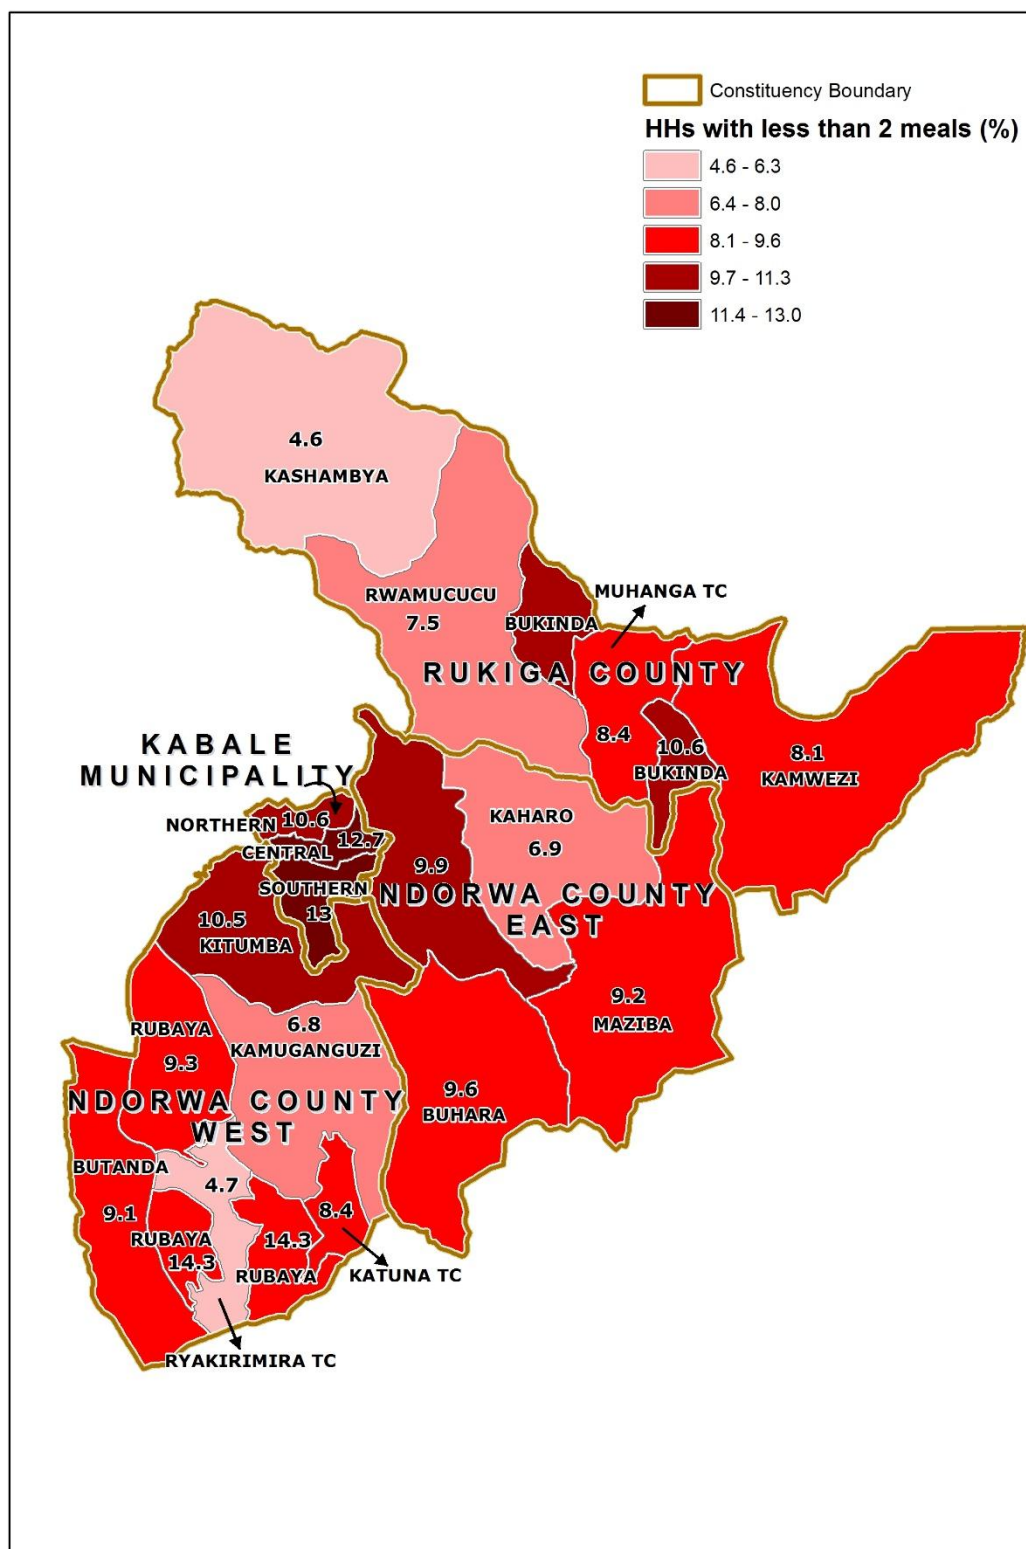 Constituency Boundary
HHs with less than 2 meals (%)
4.6 - 6.3
6.4 - 8.0
8.1 - 9.6
9.7 - 11.3
11.4 - 13.0
4.6
KASHAMBYA
RWAMUCUCU
7.5
MUHANGA TC
BUKINDA
RUKIGA COUNTY
8.4
10.6
BUKINDA
8.1
KAMWEZI
KABALE
MUNICIPALITY
NORTHERN
10.6
12.7
CENTRAL
SOUTHERN
13
KAHARO
6.9
9.9
NDORWA COUNTY
EAST
10.5
KITUMBA
9.2
MAZIBA
6.8
KAMUGANGUZI
RUBAYA
9.3
9.6
BUHARA
NDORWA COUNTY
WEST
BUTANDA
9.1
4.7
RUBAYA
14.3
14.3
RUBAYA
8.4
KATUNA TC
RYAKIRIMIRA TC